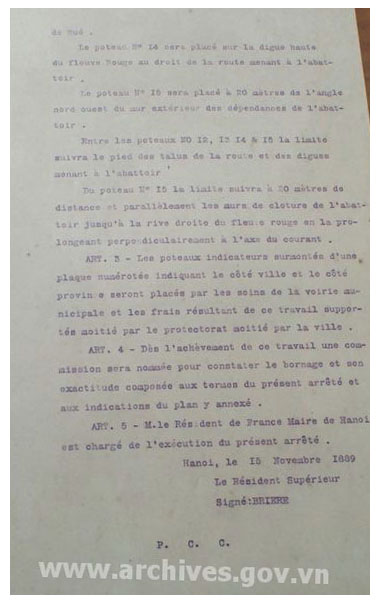 de Hué .
Le poteau N° 14 sera placé sur la digue haute
du fleuve Rouge au droit de la route menant à l'abat-
toir .
Le poteau N° 15 sera placé à 20 mètres de l'angle
nord ouest du mur extérieur des dépendances de l'abat-
toir .
Entre les poteaux NO 12, 13 14 & 15 la limite
suivra le pied des talus de la route et des digues
menant à l'abattoir
Du poteau N° 15 la limite suivra à 20 mètres de
distance et parallèlement les murs de cloture de l'abat-
toir jusqu'à la rive droite du fleute rouge en la pro-
longeant perpendiculairement à l'axe du courant .
ART. 3 - Les poteaux indicateurs surmontés d'une
plaque numérotée indiquant le côté ville et le côté
provin e seront placés par les soins de la voirie mu-
nicipale et les frais résultant de ce travail suppor-
tés moitié par le protectorat moitié par la ville .
ART. 4 - Dès l'achèvement de ce travail une com-
mission sera nommée pour constater le bornage et son
exactitude composée aux termes du présent arrêté et
aux indications du plan y annexé .
ART. 5 - M.le Résident de France Maire de Hanoi
est chargé de l'exécution du présent arrêté .
Hanoi, le 15 Novembre 1889
Le Résident Supérieur
Signé:BRIERE
P. C. C.
www.archives.gov.vn